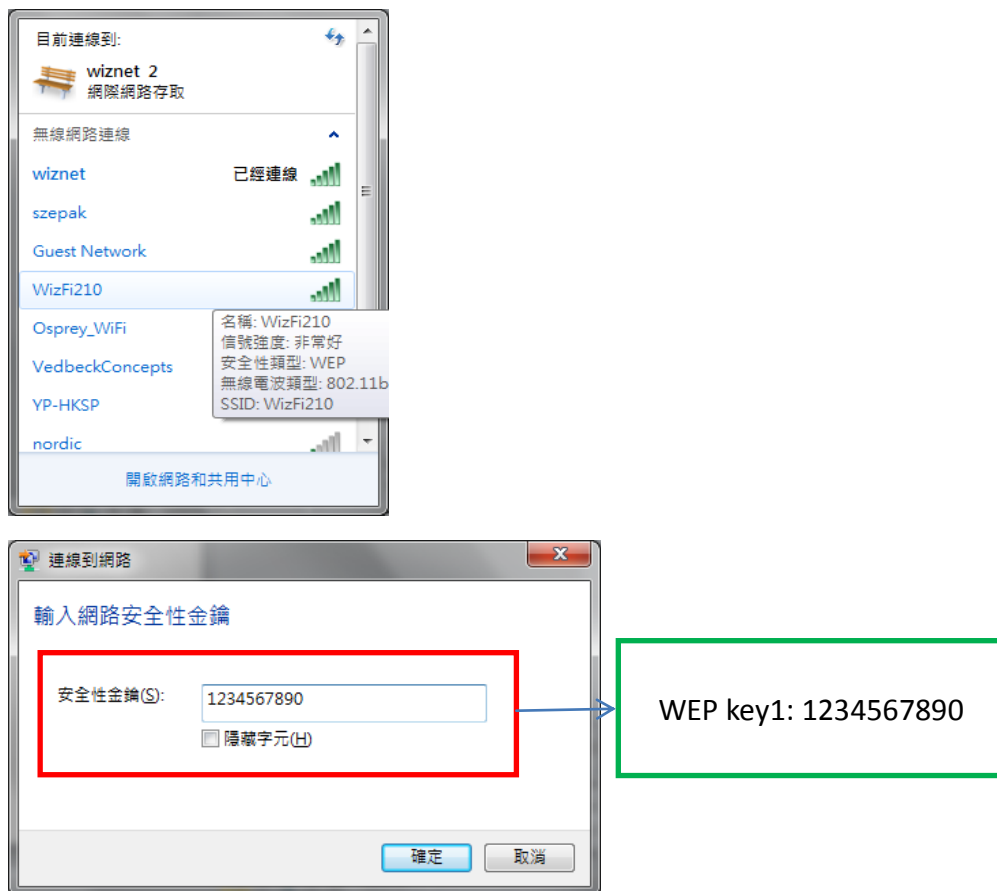 目前連線到:
wiznet 2
網際網路存取
無線網路連線
wiznet 已經連線
szepak
Guest Network
WizFi210
Osprey_WiFi
VedbeckConcepts
YP-HKSP
nordic
名稱: WizFi210
信號強度: 非常好
安全性類型: WEP
無線電波類型: 802.11b
SSID: WizFi210
開啟網路和共用中心
連線到網路
輸入網路安全性金鑰
安全性金鑰(S): 1234567890
隱藏字元(H)
WEP key1: 1234567890
確定 取消